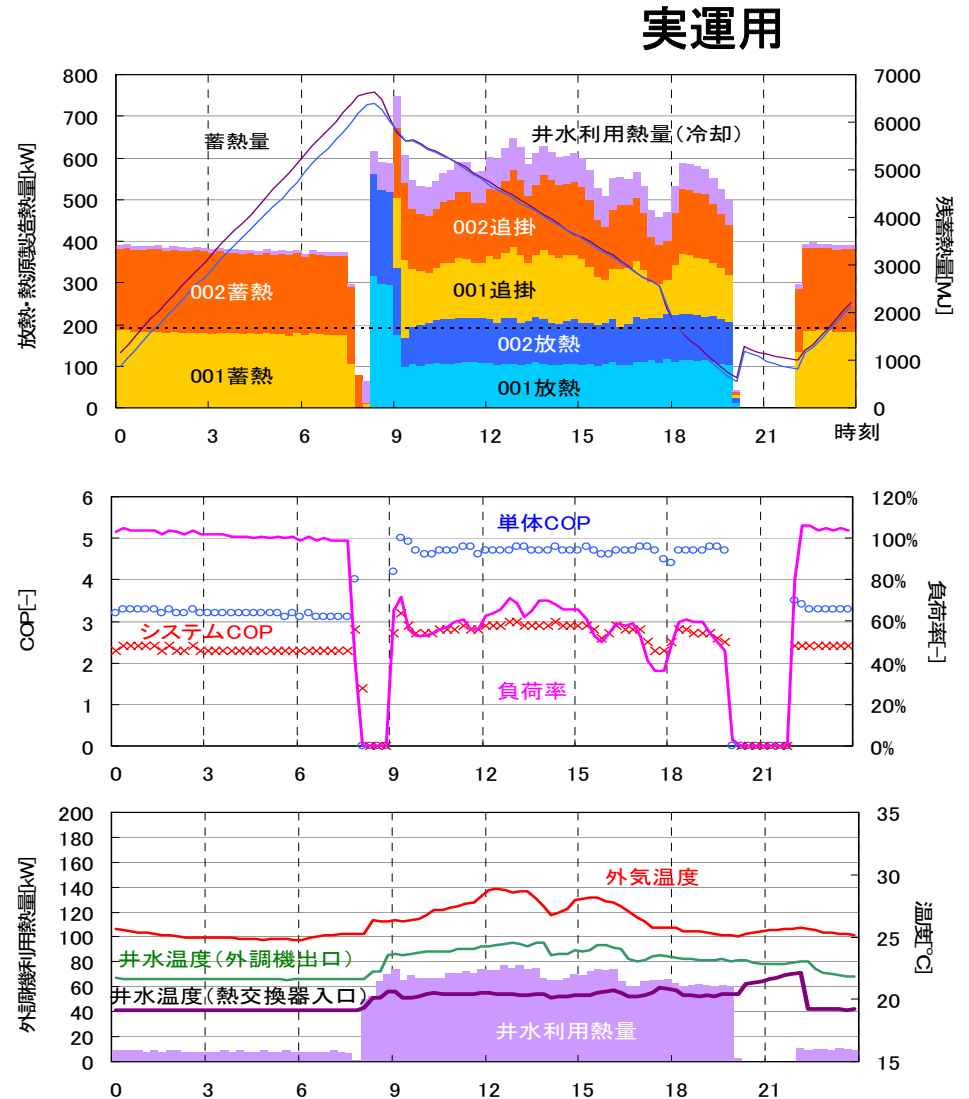 実運用
放熱・熱源製造熱量[kW]
800
700
600
500
400
300
200
100
0
7000
6000
5000
4000
3000
2000
1000
0
残蓄熱量[MJ]
蓄熱量
井水利用熱量(冷却)
002追掛
001追掛
002蓄熱
001蓄熱
002放熱
001放熱
0 3 6 9 12 15 18 21 時刻
COP[-]
6
5
4
3
2
1
0
120%
100%
80%
60%
40%
20%
0%
負荷率[-]
単体COP
システムCOP
負荷率
0 3 6 9 12 15 18 21
外調機利用熱量[kW]
200
180
160
140
120
100
80
60
40
20
0
35
30
25
20
15
温度[℃]
外気温度
井水温度(外調機出口)
井水温度(熱交換器入口)
井水利用熱量
0 3 6 9 12 15 18 21